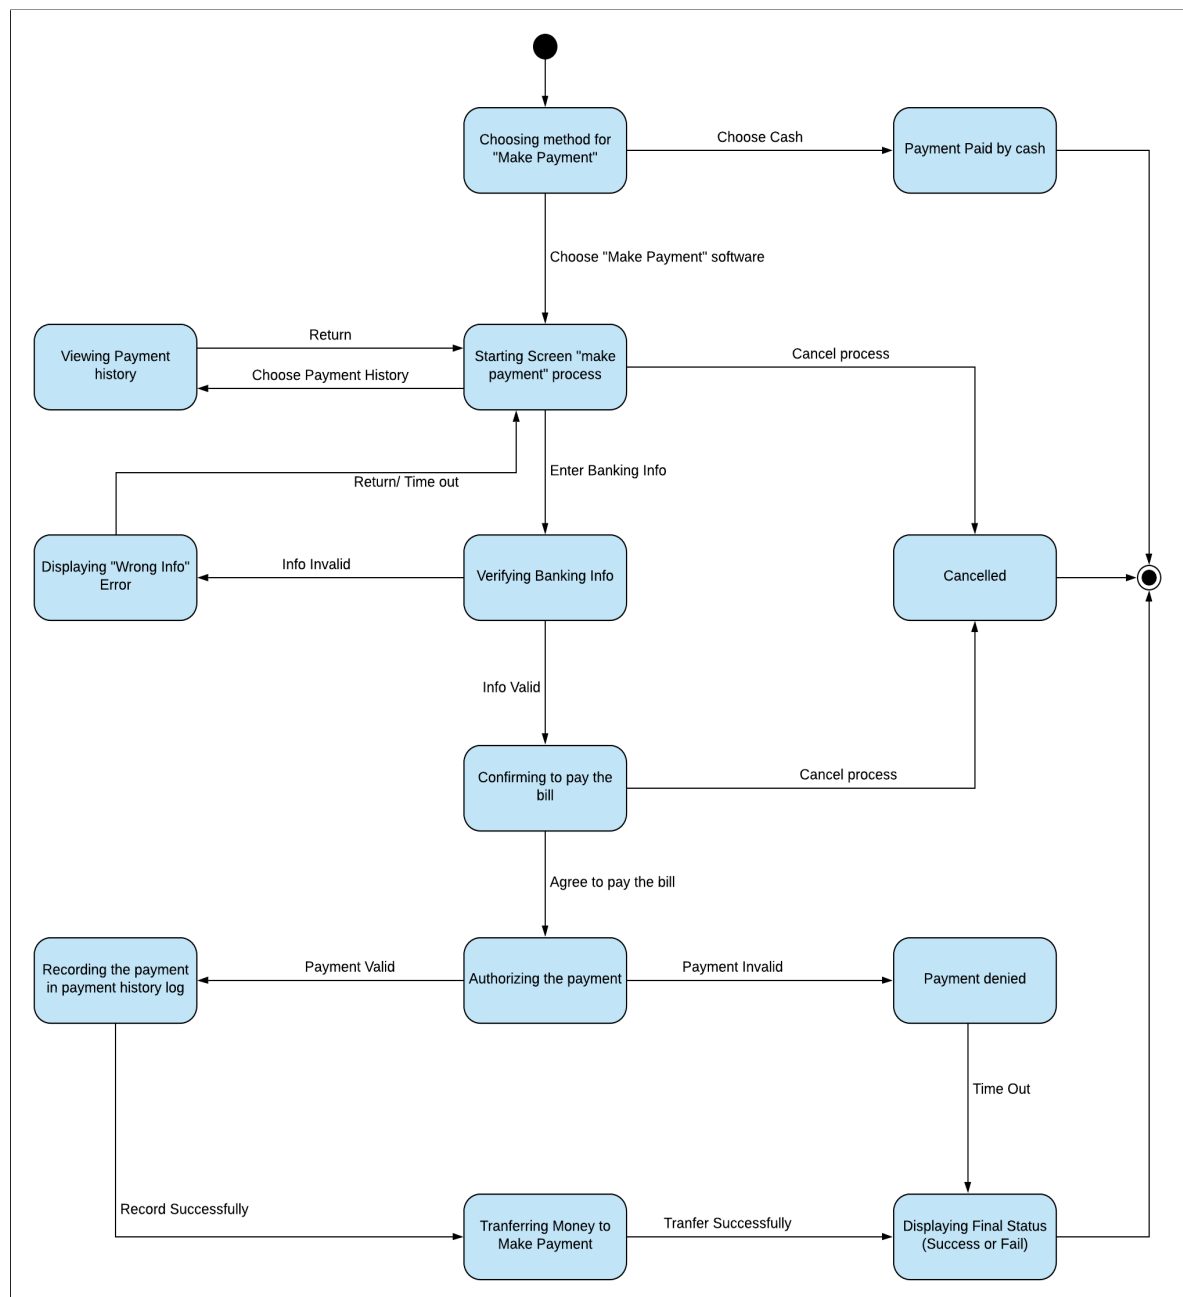 Choosing method for
"Make Payment"
Choose Cash
Payment Paid by cash
Choose "Make Payment" software
Viewing Payment
history
Return
Choose Payment History
Starting Screen "make
payment" process
Cancel process
Return/ Time out
Enter Banking Info
Displaying "Wrong Info"
Error
Info Invalid
Verifying Banking Info
Cancelled
Info Valid
Confirming to pay the
bill
Cancel process
Agree to pay the bill
Recording the payment
in payment history log
Payment Valid
Authorizing the payment
Payment Invalid
Payment denied
Time Out
Record Successfully
Tranferring Money to
Make Payment
Tranfer Successfully
Displaying Final Status
(Success or Fail)